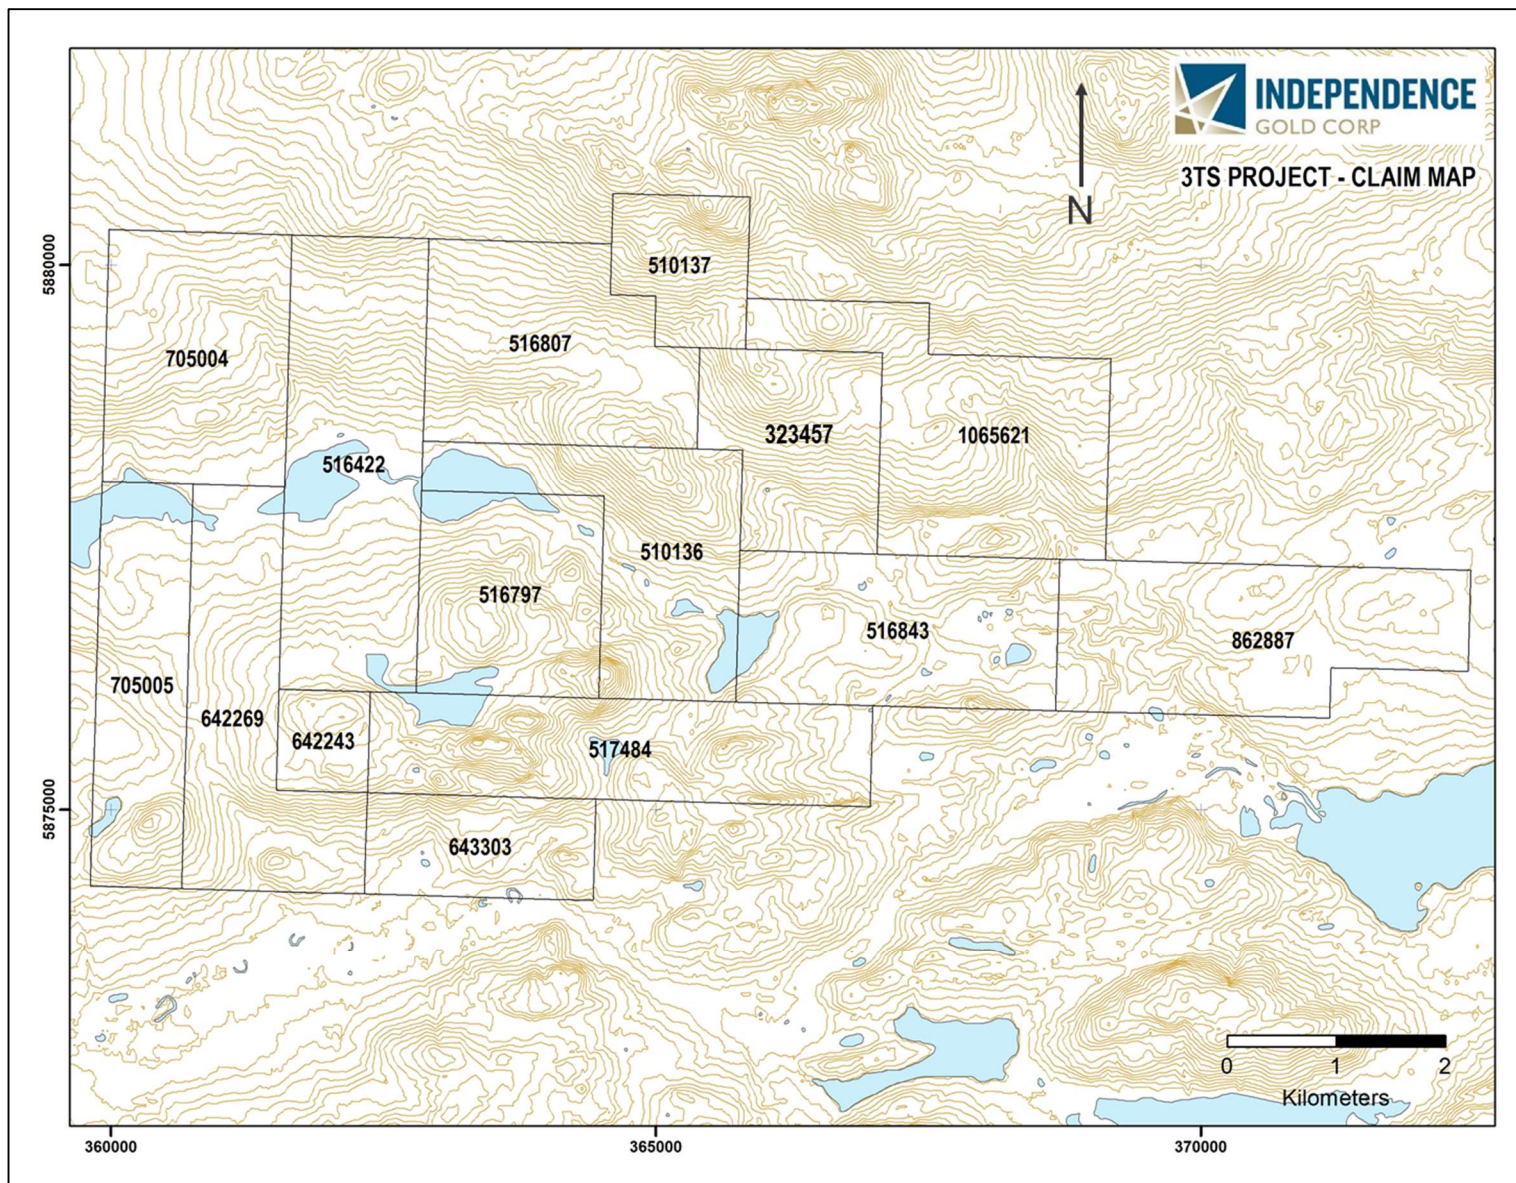 INDEPENDENCE
GOLD CORP
3TS PROJECT - CLAIM MAP
N
5880000
510137
516807
705004
323457
1065621
516422
510136
516797
516843
862887
705005
642269
642243
517484
5875000
643303
0 1 2
Kilometers
360000 365000 370000